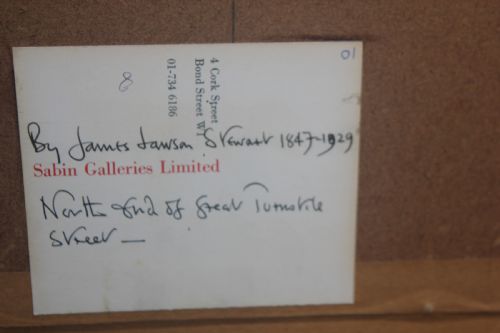 01
8
4 Cork Street
Bond Street W1
01-734 6186
By James Lawson Stewart 1847-1929
Sabin Galleries Limited
North End of Great Turnstile
Street —